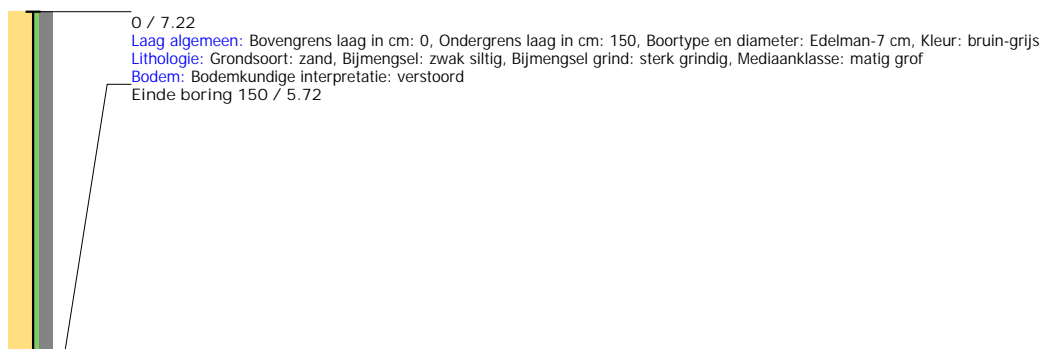 0 / 7.22
Laag algemeen: Bovengrens laag in cm: 0, Ondergrens laag in cm: 150, Boortype en diameter: Edelman-7 cm, Kleur: bruin-grijs
Lithologie: Grondsoort: zand, Bijmengsel: zwak siltig, Bijmengsel grind: sterk grindig, Mediaanklasse: matig grof
Bodem: Bodemkundige interpretatie: verstoord
Einde boring 150 / 5.72